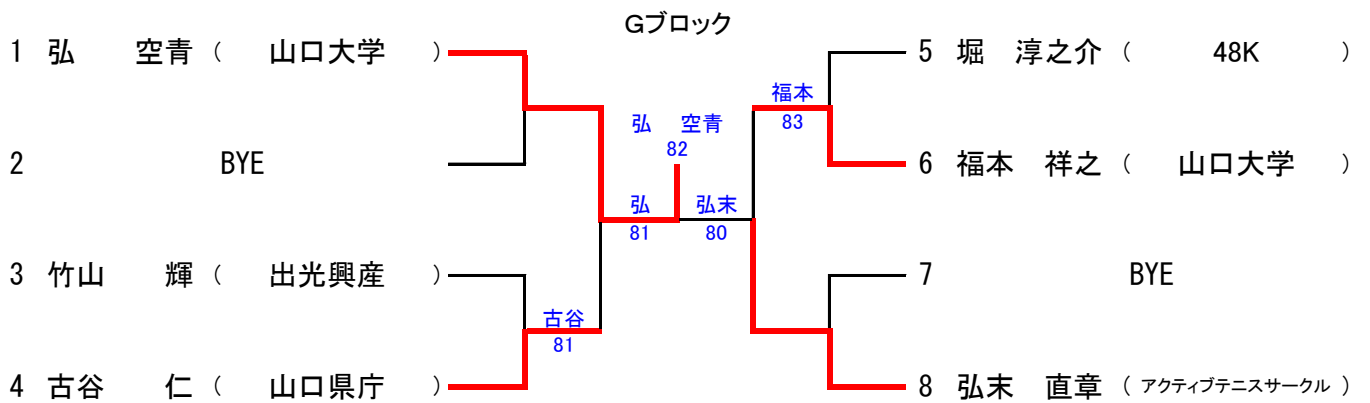 Gブロック
1 弘 空青 ( 山口大学 )
5 堀 淳之介 ( 48K )
福本
83
弘 空青
82
2 BYE
6 福本 祥之 ( 山口大学 )
弘
弘末
81
80
3 竹山 輝 ( 出光興産 )
7 BYE
古谷
81
4 古谷 仁 ( 山口県庁 )
8 弘末 直章 ( アクティブテニスサークル )